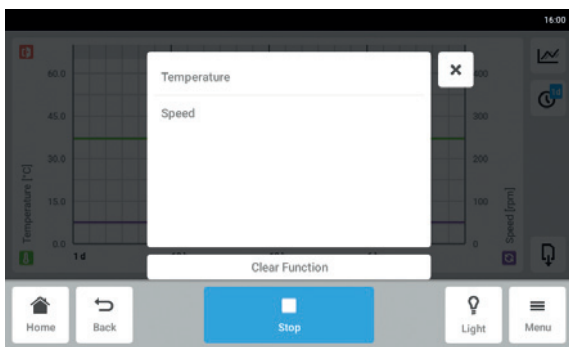 16:00
60.0
45.0
30.0
15.0
0.0
Temperature [°C]
1 d
Temperature
Speed
Clear Function
400
300
200
100
0
Speed [rpm]
1d
Home
Back
Stop
Light
Menu